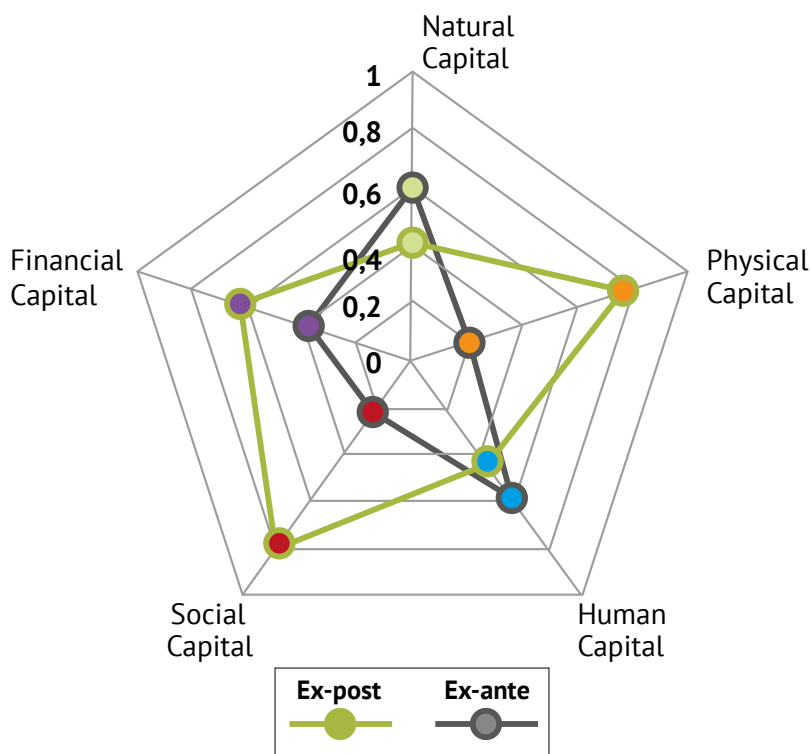 Natural
Capital
1
0,8
0,6
0,4
0,2
0
Financial
Capital
Physical
Capital
Social
Capital
Human
Capital
Ex-post
Ex-ante